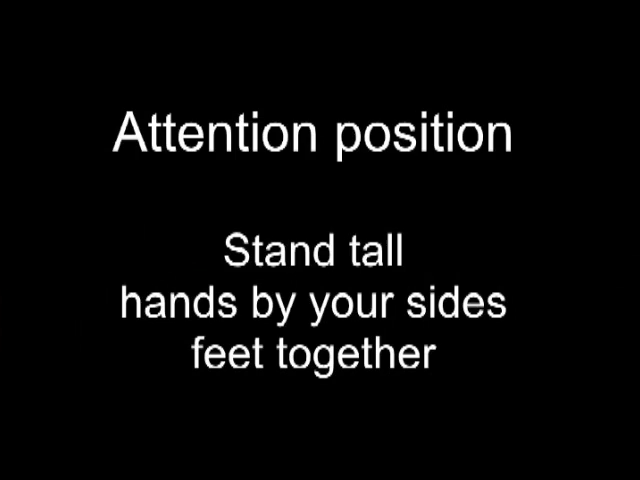 Attention position
Stand tall
hands by your sides
feet together